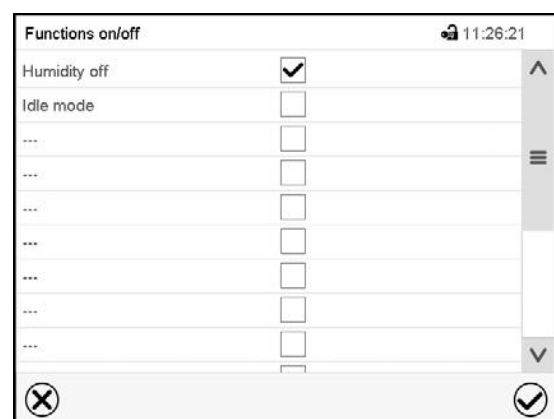 Functions on/off 11:26:21
Humidity off
Idle mode
---
---
---
---
---
---
---